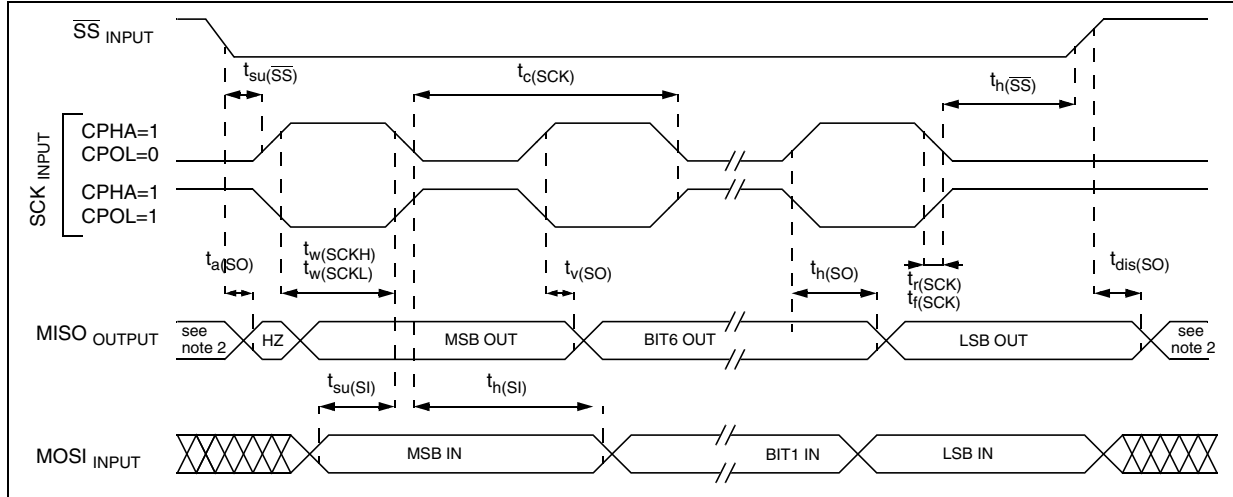 SS INPUT
tsu(SS)
tc(SCK)
th(SS)
SCK INPUT
CPHA=1
CPOL=0
CPHA=1
CPOL=1
ta(SO)
tw(SCKH)
tw(SCKL)
tv(SO)
th(SO)
tr(SCK)
tf(SCK)
tdis(SO)
MISO OUTPUT
see
note 2
HZ
MSB OUT
BIT6 OUT
LSB OUT
see
note 2
tsu(SI)
th(SI)
MOSI INPUT
MSB IN
BIT1 IN
LSB IN